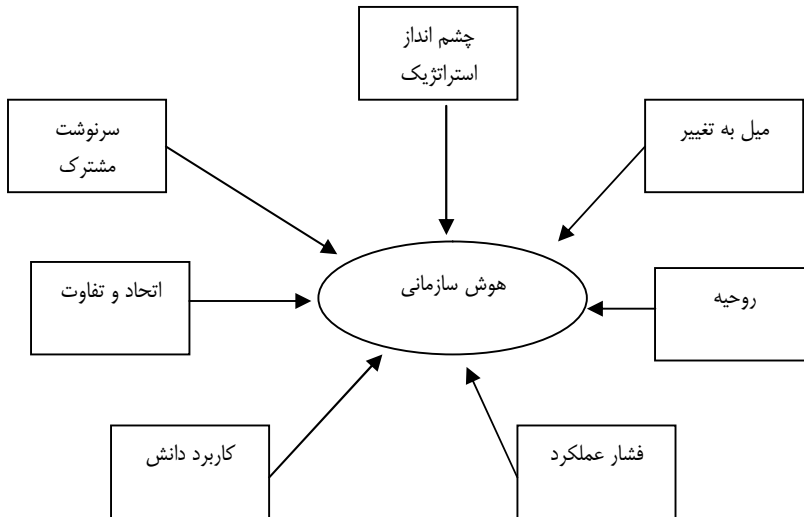 چشم انداز
استراتژیک
میل به تغییر
سرنوشت
مشترک
هوش سازمانی
روحیه
اتحاد و تفاوت
فشار عملکرد
کاربرد دانش